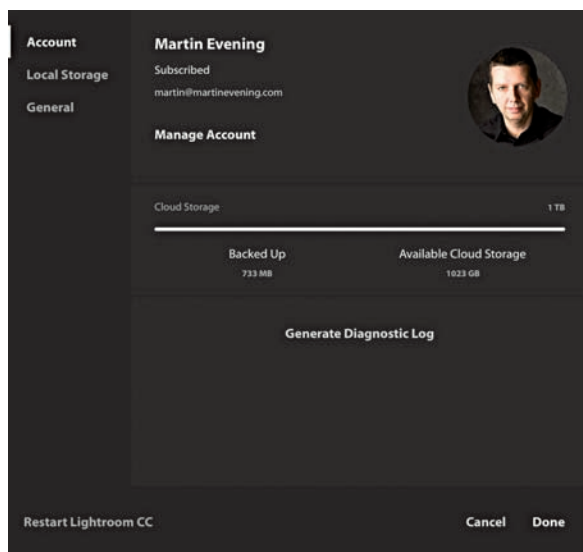 Account
Local Storage
General
Martin Evening
Subscribed
martin@martinevening.com
Manage Account
Cloud Storage 1 TB
Backed Up Available Cloud Storage
733 MB 1023 GB
Generate Diagnostic Log
Restart Lightroom CC Cancel Done